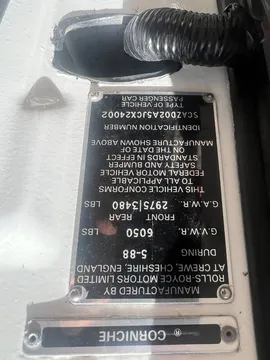 CORNICHE
MANUFACTURED BY
ROLLS-ROYCE MOTORS LIMITED
AT CREWE, CHESHIRE, ENGLAND
DURING 5-88
G.V.W.R. 6050 LBS
FRONT REAR
G.A.W.R. 2975 3480 LBS
THIS VEHICLE CONFORMS
TO ALL APPLICABLE
FEDERAL MOTOR VEHICLE
SAFETY AND BUMPER
STANDARDS IN EFFECT
ON THE DATE OF
MANUFACTURE SHOWN ABOVE
IDENTIFICATION NUMBER
SCAZD02A5JCX24002
TYPE OF VEHICLE
PASSENGER CAR